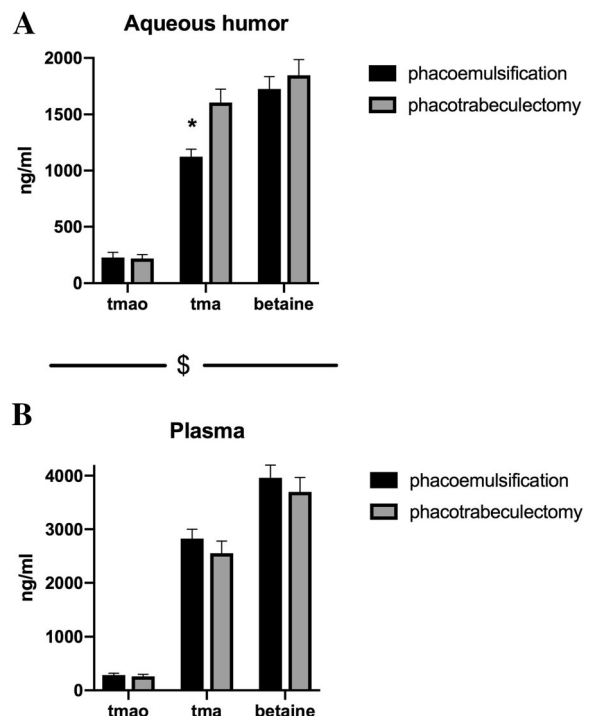 A
Aqueous humor
2000
1500
1000
500
0
ng/ml
*
tmao tma betaine
phacoemulsification
phacotrabeculectomy
$
B
Plasma
4000
3000
2000
1000
0
ng/ml
tmao tma betaine
phacoemulsification
phacotrabeculectomy